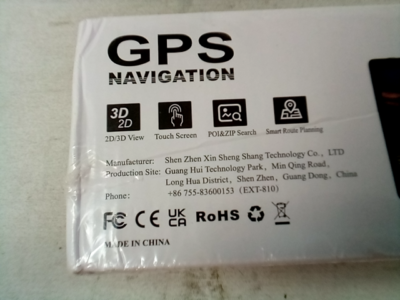 GPS
NAVIGATION
3D
2D
2D/3D View
Touch Screen
POI&ZIP Search
Smart Route Planning
Manufacturer: Shen Zhen Xin Sheng Shang Technology Co., LTD
Production Site: Guang Hui Technology Park, Min Qing Road,
Long Hua District, Shen Zhen, Guang Dong, China
Phone: +86 755-83600153 (EXT-810)
FC CE UK
CA RoHS
MADE IN CHINA